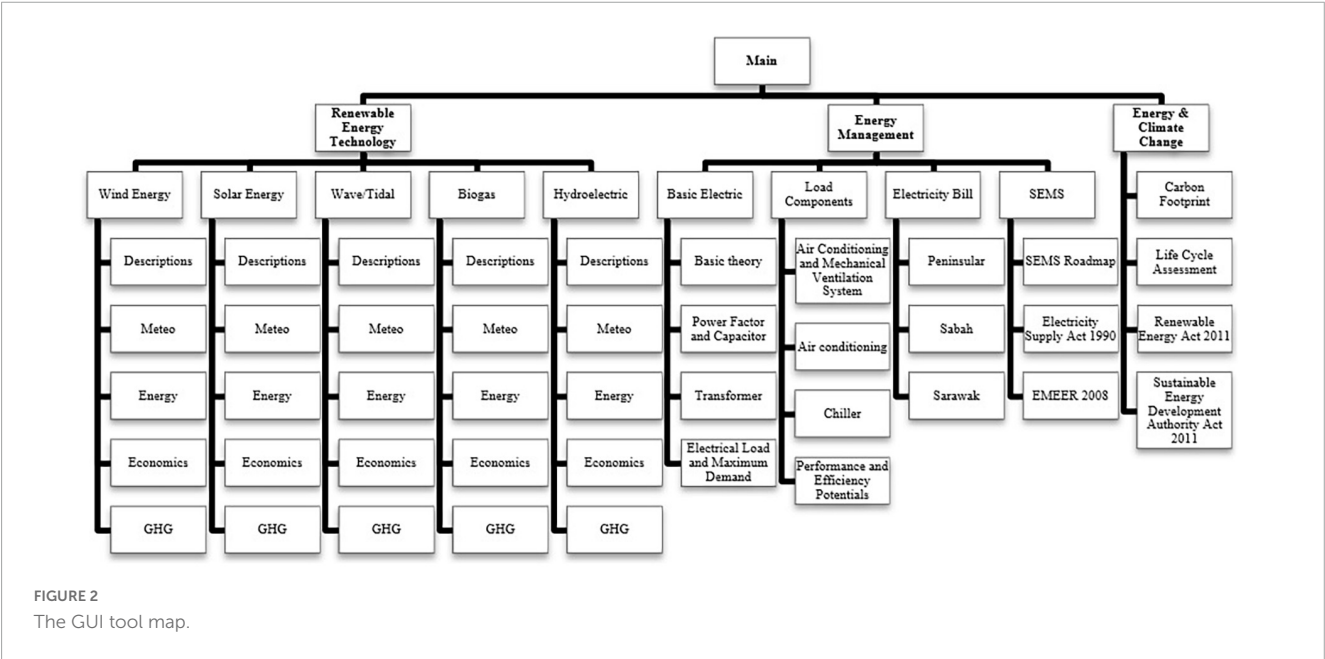 Main
Renewable
Energy
Technology
Energy
Management
Energy &
Climate
Change
Wind Energy
Solar Energy
Wave/Tidal
Biogas
Hydroelectric
Basic Electric
Load
Components
Electricity Bill
SEMS
Carbon
Footprint
Descriptions
Descriptions
Descriptions
Descriptions
Descriptions
Basic theory
Air Conditioning
and Mechanical
Ventilation
System
Peninsular
SEMS Roadmap
Life Cycle
Assessment
Meteo
Meteo
Meteo
Meteo
Meteo
Power Factor
and Capacitor
Air conditioning
Sabah
Electricity
Supply Act 1990
Renewable
Energy Act 2011
Energy
Energy
Energy
Energy
Energy
Transformer
Chiller
Sarawak
EMEER 2008
Sustainable
Energy
Development
Authority Act
2011
Economics
Economics
Economics
Economics
Economics
Electrical Load
and Maximum
Demand
Performance and
Efficiency
Potentials
GHG
GHG
GHG
GHG
GHG
FIGURE 2
The GUI tool map.